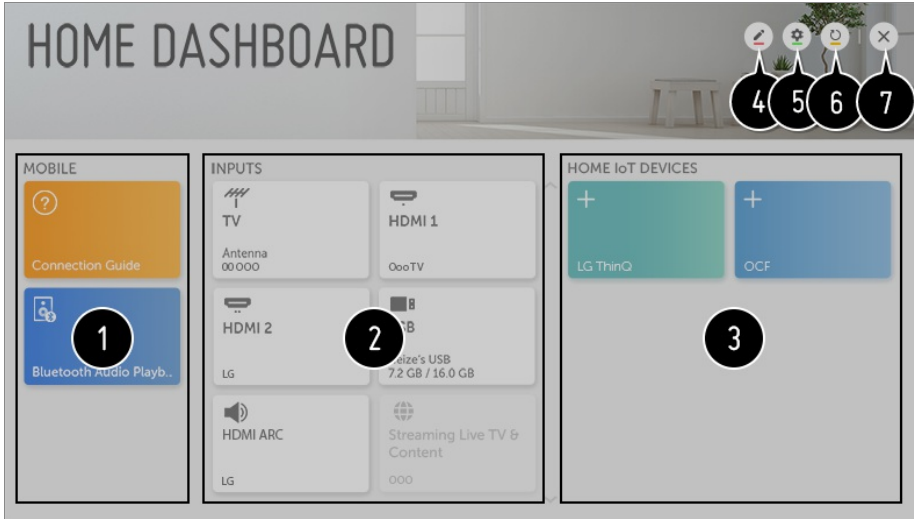 HOME DASHBOARD
4 5 6 7
MOBILE
Connection Guide
1
Bluetooth Audio Playb..
INPUTS
TV
Antenna
00 000
HDMI 1
OooTV
HDMI 2
LG
2
7.2 GB / 16.0 GB
HDMI ARC
LG
Streaming Live TV &
Content
OOO
HOME IoT DEVICES
LG ThinQ
OCF
3